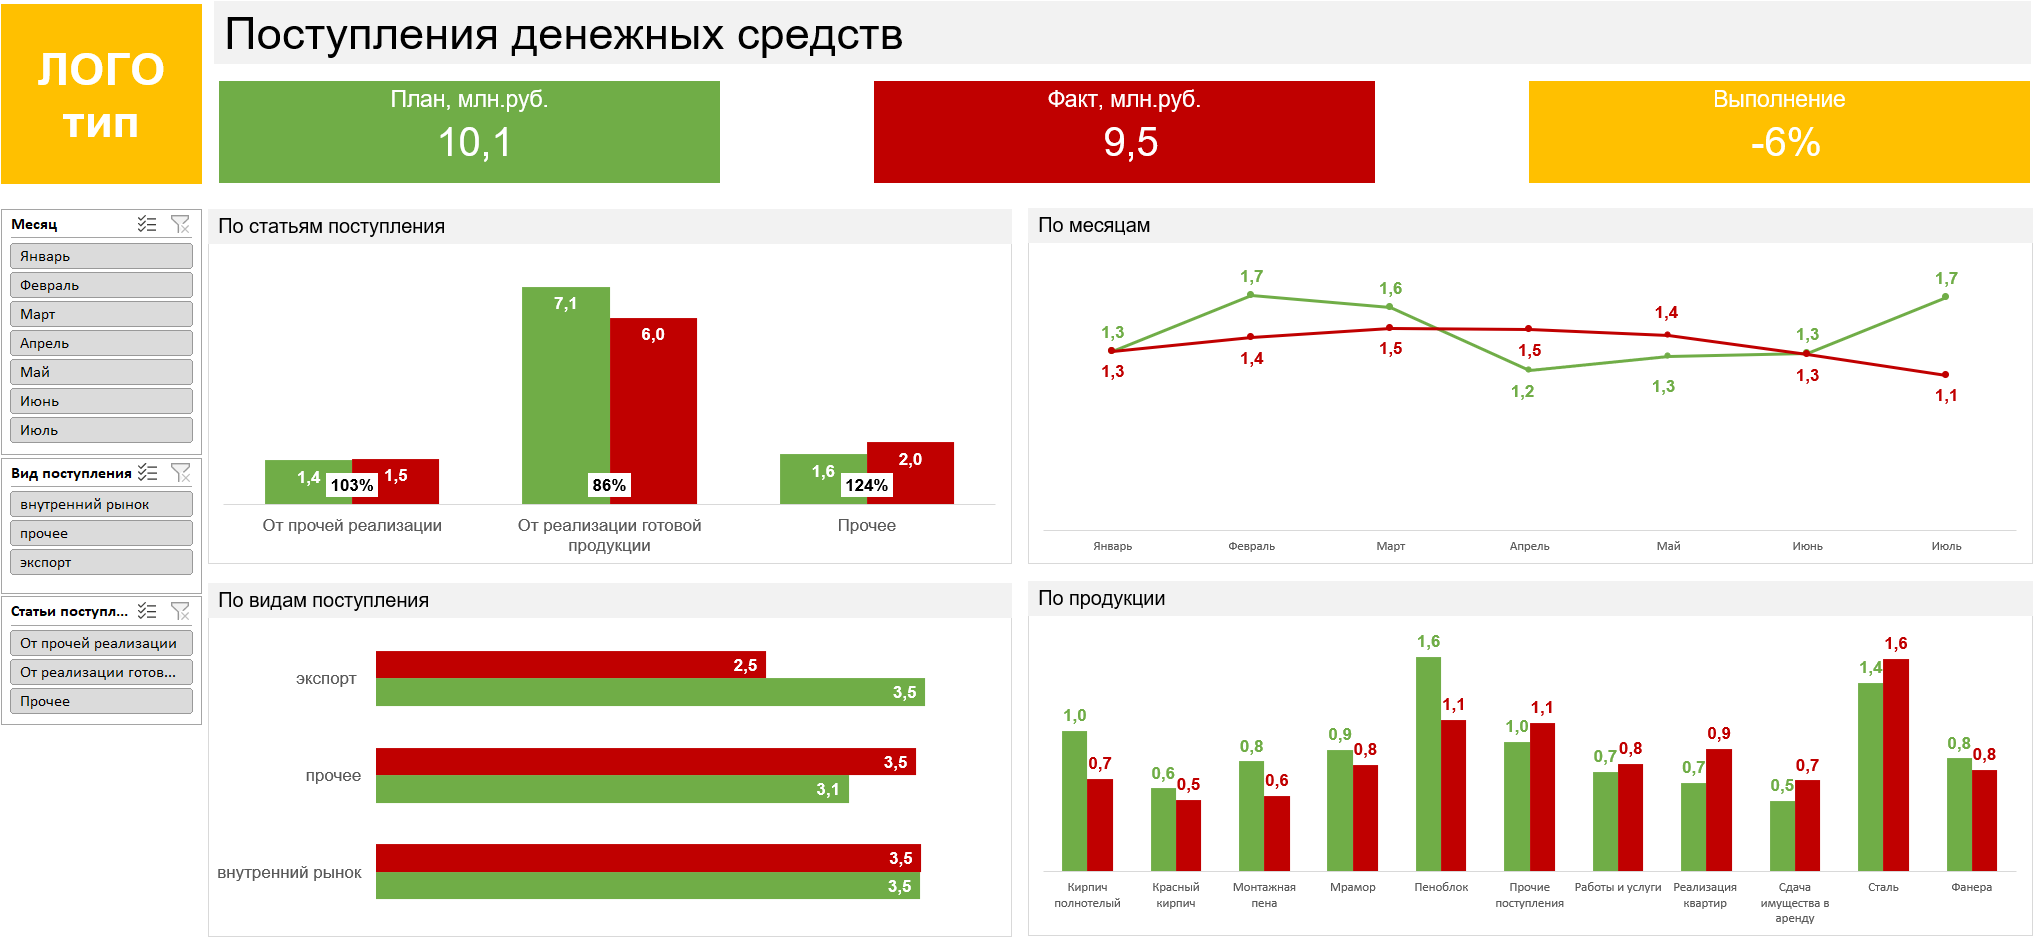 ЛОГО
тип
Поступления денежных средств
План, млн.руб.
10,1
Факт, млн.руб.
9,5
Выполнение
-6%
Месяц
Январь
Февраль
Март
Апрель
Май
Июнь
Июль
Вид поступления
внутренний рынок
прочее
экспорт
Статьи поступл...
От прочей реализации
От реализации готов...
Прочее
По статьям поступления
7,1
6,0
1,4
1,5
1,6
2,0
103%
86%
124%
От прочей реализации
От реализации готовой
продукции
Прочее
По месяцам
1,7
1,6
1,4
1,7
1,3
1,3
1,3
1,4
1,5
1,5
1,2
1,3
1,3
1,1
Январь
Февраль
Март
Апрель
Май
Июнь
Июль
По видам поступления
экспорт
2,5
3,5
прочее
3,5
3,1
внутренний рынок
3,5
3,5
По продукции
1,0
0,7
0,6
0,5
0,8
0,6
0,9
0,8
1,6
1,1
1,0
1,1
0,7
0,8
0,7
0,9
0,5
0,7
1,4
1,6
0,8
0,8
Кирпич
полнотелый
Красный
кирпич
Монтажная
пена
Мрамор
Пеноблок
Прочие
поступления
Работы и услуги
Реализация
квартир
Сдача
имущества в
аренду
Сталь
Фанера